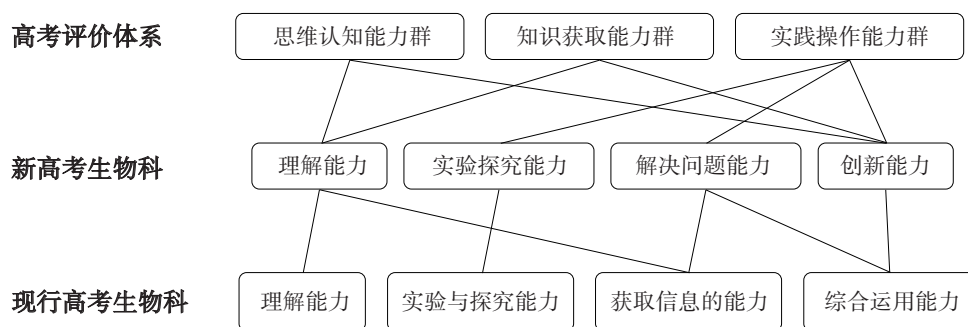 高考评价体系 思维认知能力群 知识获取能力群 实践操作能力群
新高考生物科 理解能力 实验探究能力 解决问题能力 创新能力
现行高考生物科 理解能力 实验与探究能力 获取信息的能力 综合运用能力